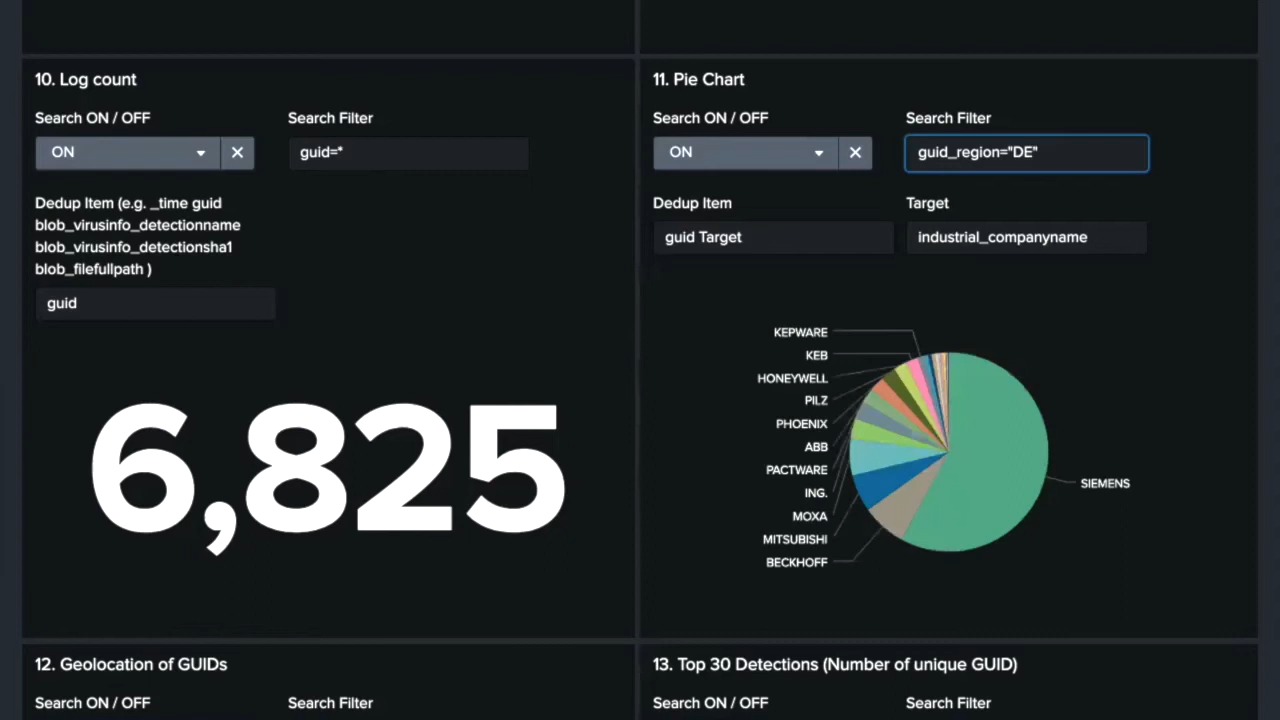 10. Log count
Search ON / OFF
Search Filter
ON
guid=*
Dedup Item (e.g. _time guid
blob_virusinfo_detectionname
blob_virusinfo_detectionsha1
blob_filefullpath )
guid
6,825
11. Pie Chart
Search ON / OFF
Search Filter
ON
guid_region="DE"
Dedup Item
Target
guid Target
industrial_companyname
KEPWARE
KEB
HONEYWELL
PILZ
PHOENIX
ABB
PACTWARE
ING.
MOXA
MITSUBISHI
BECKHOFF
SIEMENS
12. Geolocation of GUIDs
Search ON / OFF
Search Filter
13. Top 30 Detections (Number of unique GUID)
Search ON / OFF
Search Filter